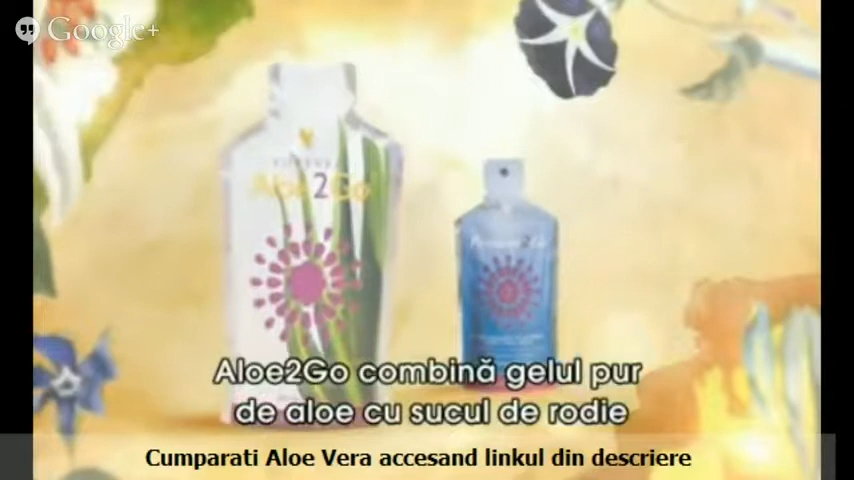 Google+
Aloe2Go
Aloe2Go combină gelul pur
de aloe cu sucul de rodie
Cumparati Aloe Vera accesand linkul din descriere